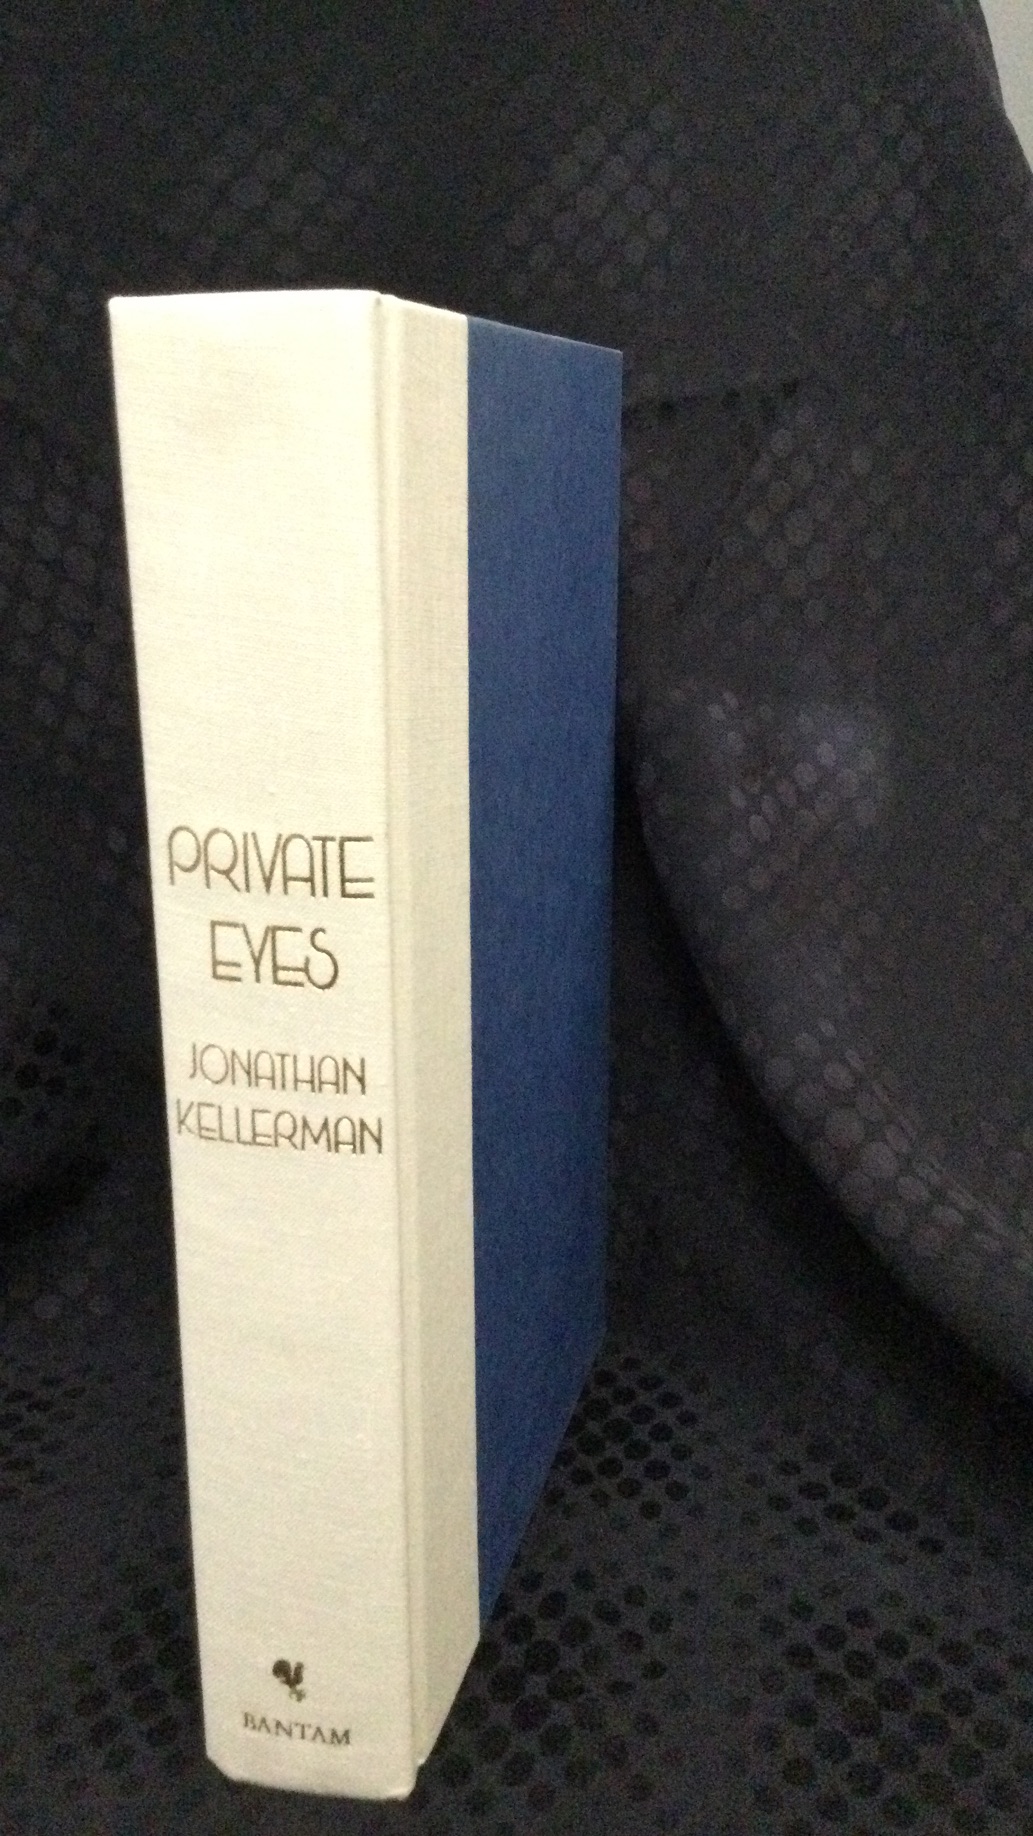 PRIVATE
EYES
JONATHAN
KELLERMAN
BANTAM